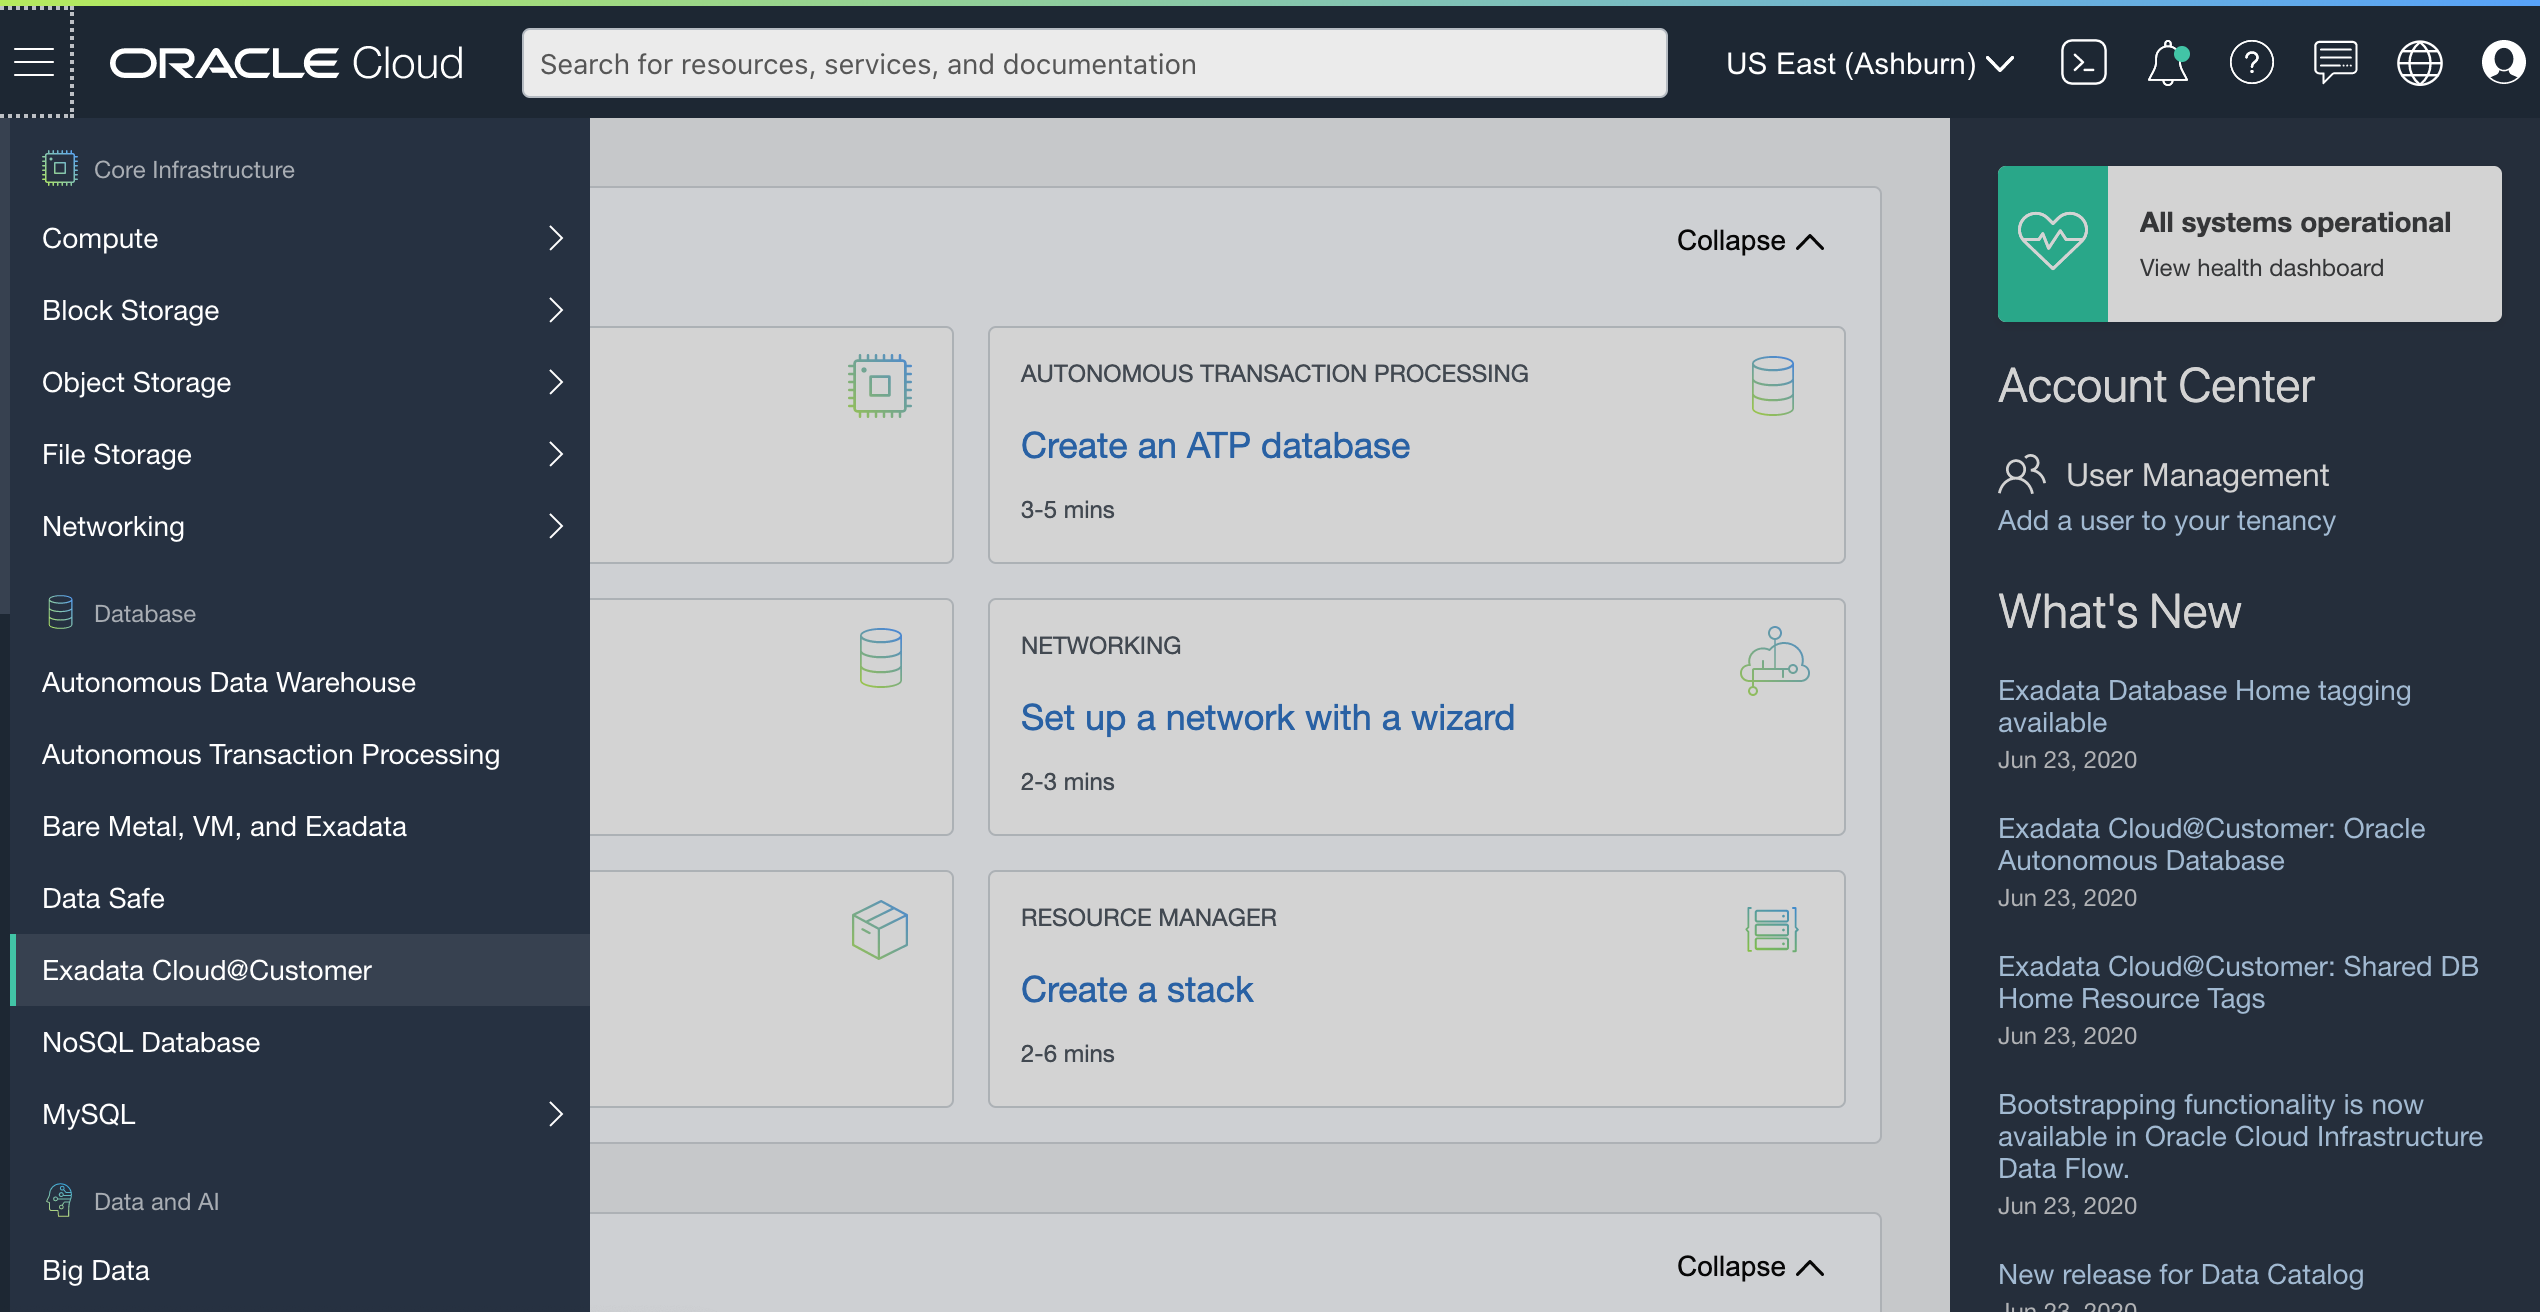 ORACLE Cloud
Search for resources, services, and documentation
US East (Ashburn)
Core Infrastructure
Compute
Block Storage
Object Storage
File Storage
Networking
Database
Autonomous Data Warehouse
Autonomous Transaction Processing
Bare Metal, VM, and Exadata
Data Safe
Exadata Cloud@Customer
NoSQL Database
MySQL
Data and AI
Big Data
Collapse
AUTONOMOUS TRANSACTION PROCESSING
Create an ATP database
3-5 mins
NETWORKING
Set up a network with a wizard
2-3 mins
RESOURCE MANAGER
Create a stack
2-6 mins
Collapse
All systems operational
View health dashboard
Account Center
User Management
Add a user to your tenancy
What's New
Exadata Database Home tagging
available
Jun 23, 2020
Exadata Cloud@Customer: Oracle
Autonomous Database
Jun 23, 2020
Exadata Cloud@Customer: Shared DB
Home Resource Tags
Jun 23, 2020
Bootstrapping functionality is now
available in Oracle Cloud Infrastructure
Data Flow.
Jun 23, 2020
New release for Data Catalog
Jun 23, 2020